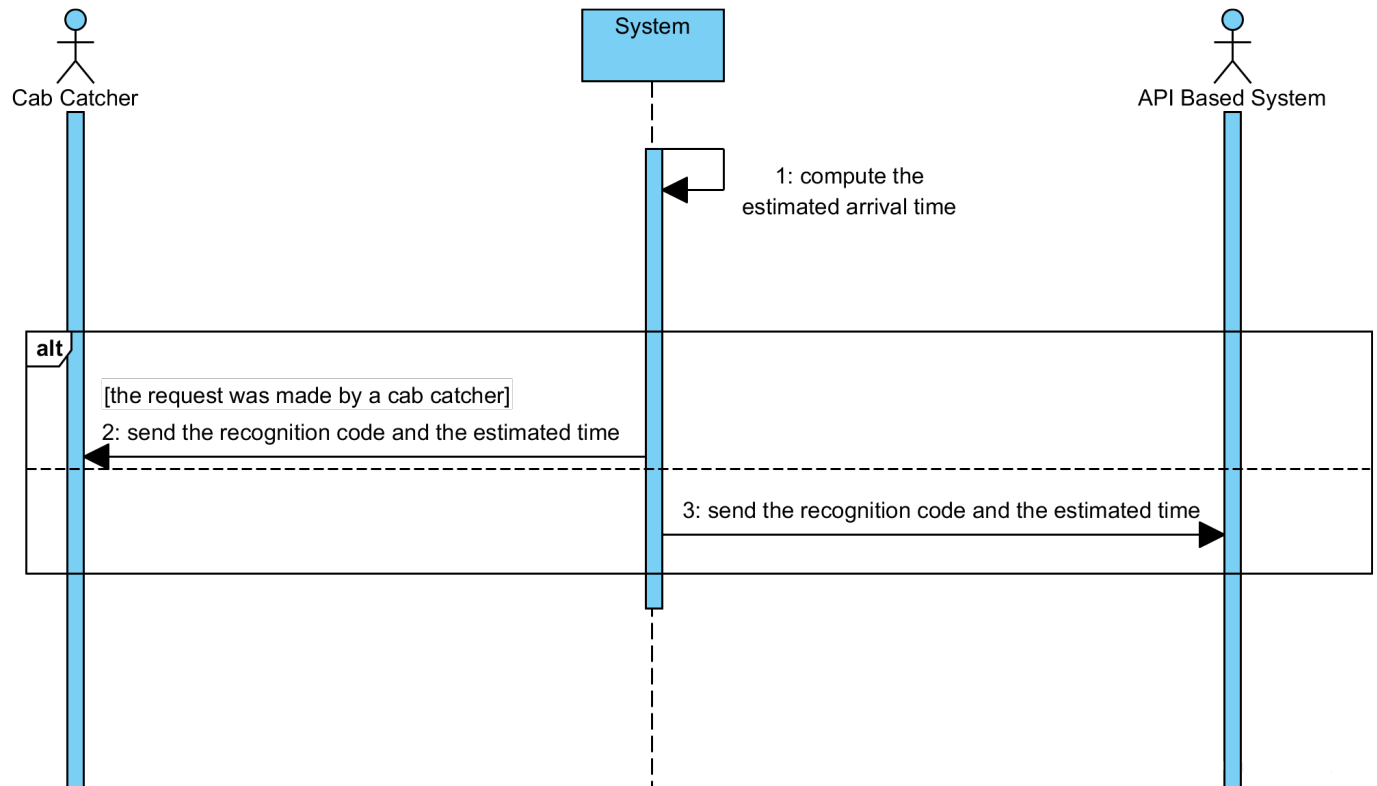 System
Cab Catcher
API Based System
1: compute the
estimated arrival time
alt
[the request was made by a cab catcher]
2: send the recognition code and the estimated time
3: send the recognition code and the estimated time